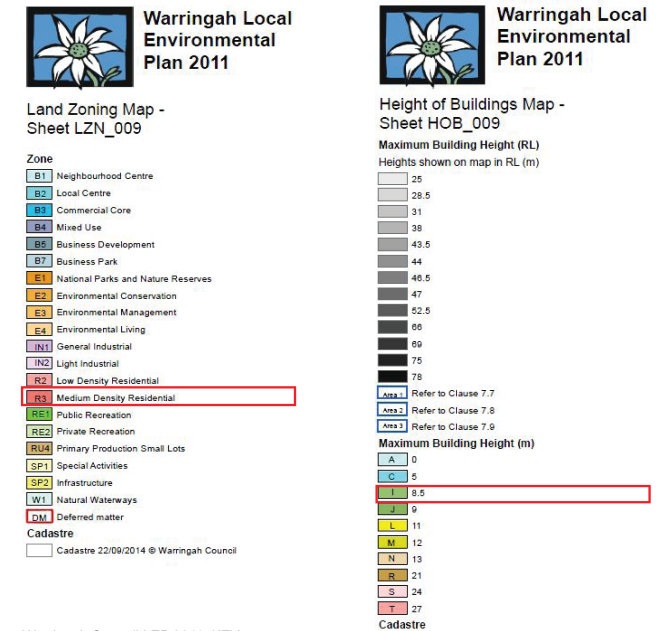 Warringah Local
Environmental
Plan 2011
Land Zoning Map -
Sheet LZN_009
Zone
B1 Neighbourhood Centre
B2 Local Centre
B3 Commercial Core
B4 Mixed Use
B5 Business Development
B7 Business Park
E1 National Parks and Nature Reserves
E2 Environmental Conservation
E3 Environmental Management
E4 Environmental Living
IN1 General Industrial
IN2 Light Industrial
R2 Low Density Residential
R3 Medium Density Residential
RE1 Public Recreation
RE2 Private Recreation
RU4 Primary Production Small Lots
SP1 Special Activities
SP2 Infrastructure
W1 Natural Waterways
DM Deferred matter
Cadastre
Cadastre 22/09/2014 © Warringah Council
Warringah Local
Environmental
Plan 2011
Height of Buildings Map -
Sheet HOB_009
Maximum Building Height (RL)
Heights shown on map in RL (m)
25
28.5
31
38
43.5
44
46.5
47
52.5
66
69
75
78
Area 1 Refer to Clause 7.7
Area 2 Refer to Clause 7.8
Area 3 Refer to Clause 7.9
Maximum Building Height (m)
A 0
C 5
I 8.5
J 9
L 11
M 12
N 13
R 21
S 24
T 27
Cadastre